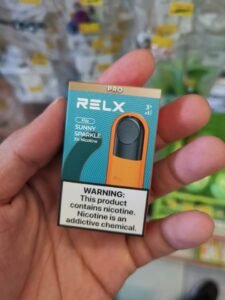 PRO
RELX
SUNNY
SPARKLE
WARNING:
This product
contains nicotine.
Nicotine is an
addictive chemical.